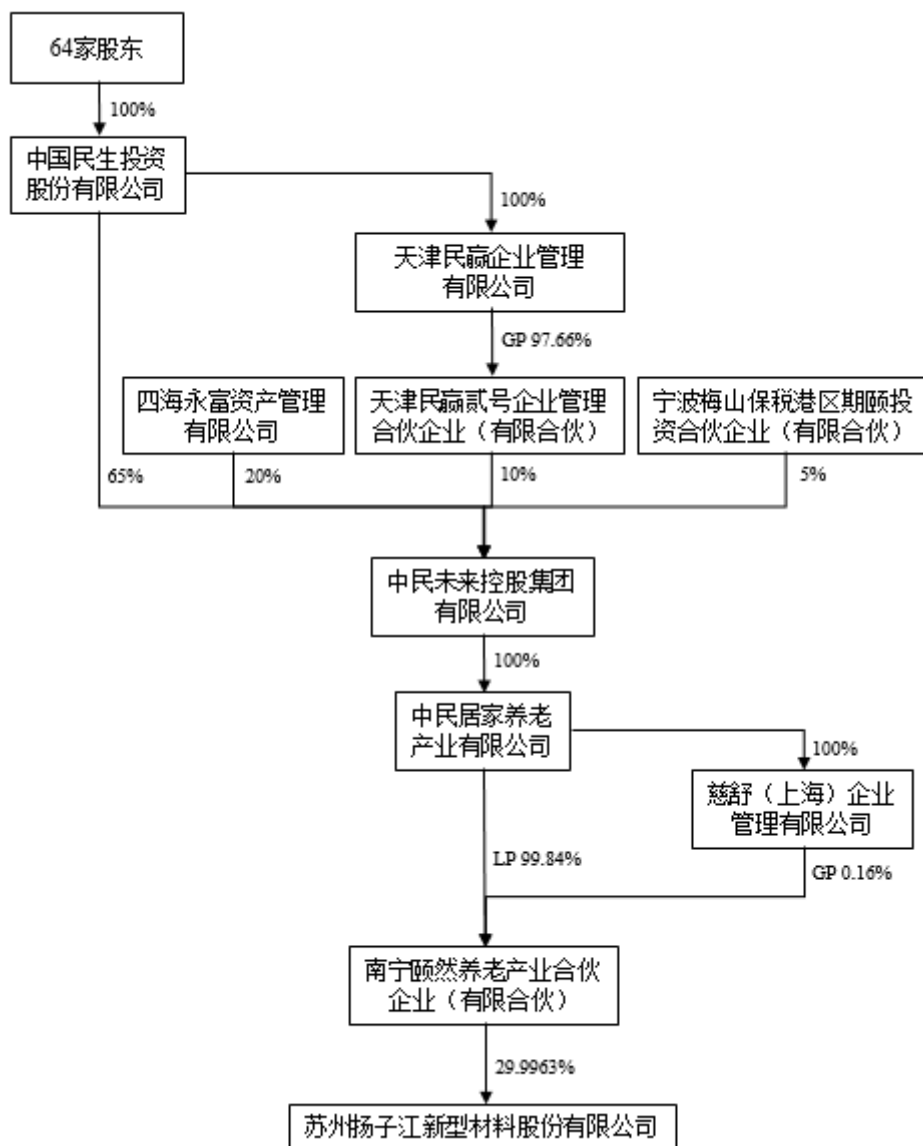 64家股东
100%
中国民生投资
股份有限公司
100%
天津民赢企业管理
有限公司
GP 97.66%
四海永富资产管理
有限公司
天津民赢贰号企业管理
合伙企业（有限合伙）
宁波梅山保税港区期颐投
资合伙企业（有限合伙）
65%
20%
10%
5%
中民未来控股集团
有限公司
100%
中民居家养老
产业有限公司
100%
慈舒（上海）企业
管理有限公司
LP 99.84%
GP 0.16%
南宁颐然养老产业合伙
企业（有限合伙）
29.9963%
苏州扬子江新型材料股份有限公司